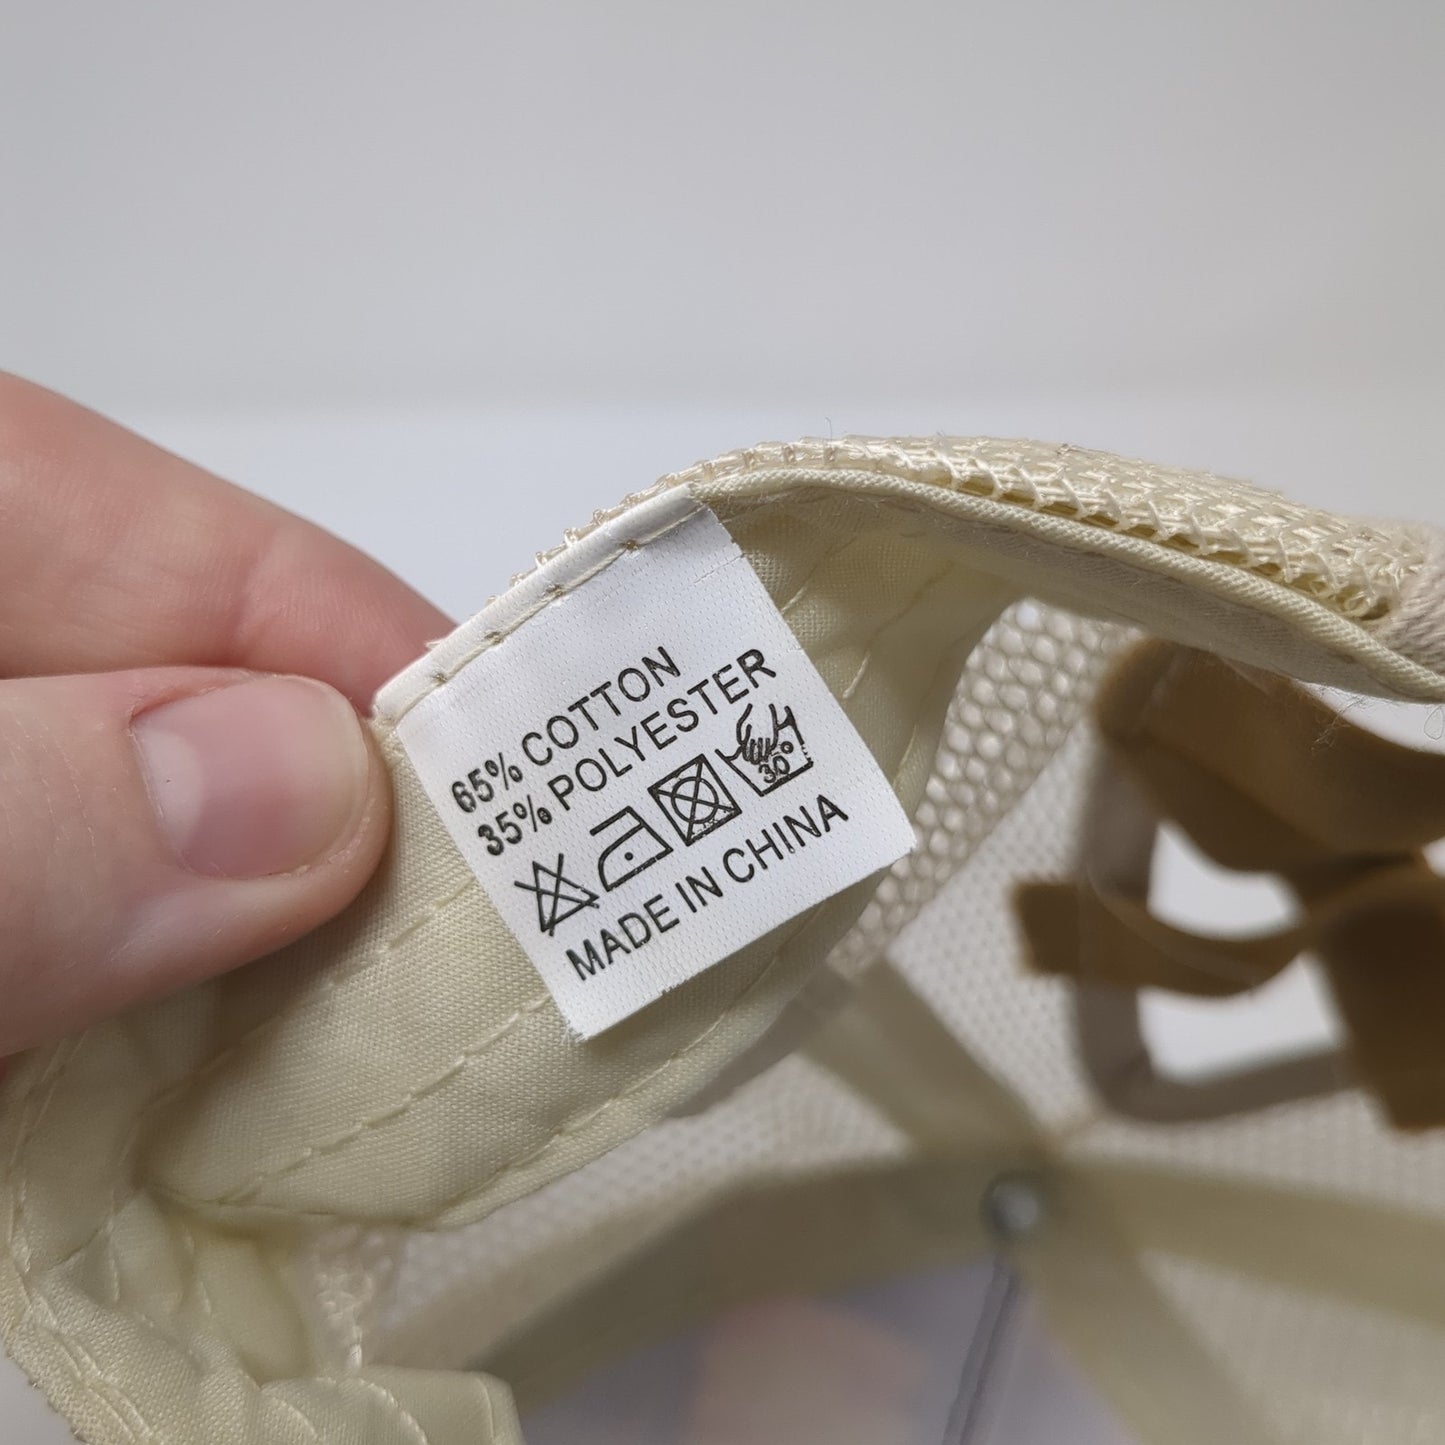 65% COTTON
35% POLYESTER
30°
MADE IN CHINA